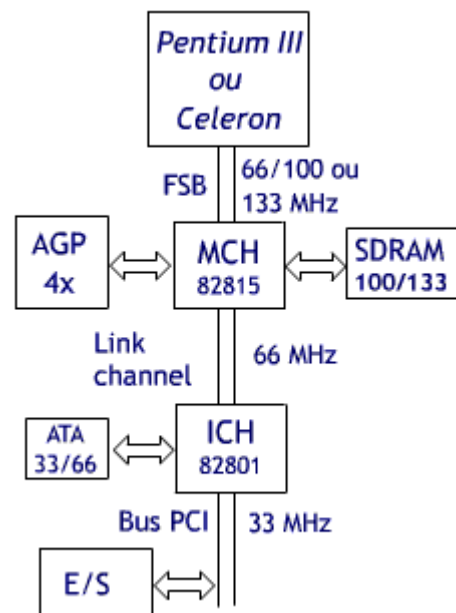 Pentium III
ou
Celeron
FSB
66/100 ou
133 MHz
AGP
4x
MCH
82815
SDRAM
100/133
Link
channel
66 MHz
ATA
33/66
ICH
82801
Bus PCI
33 MHz
E/S